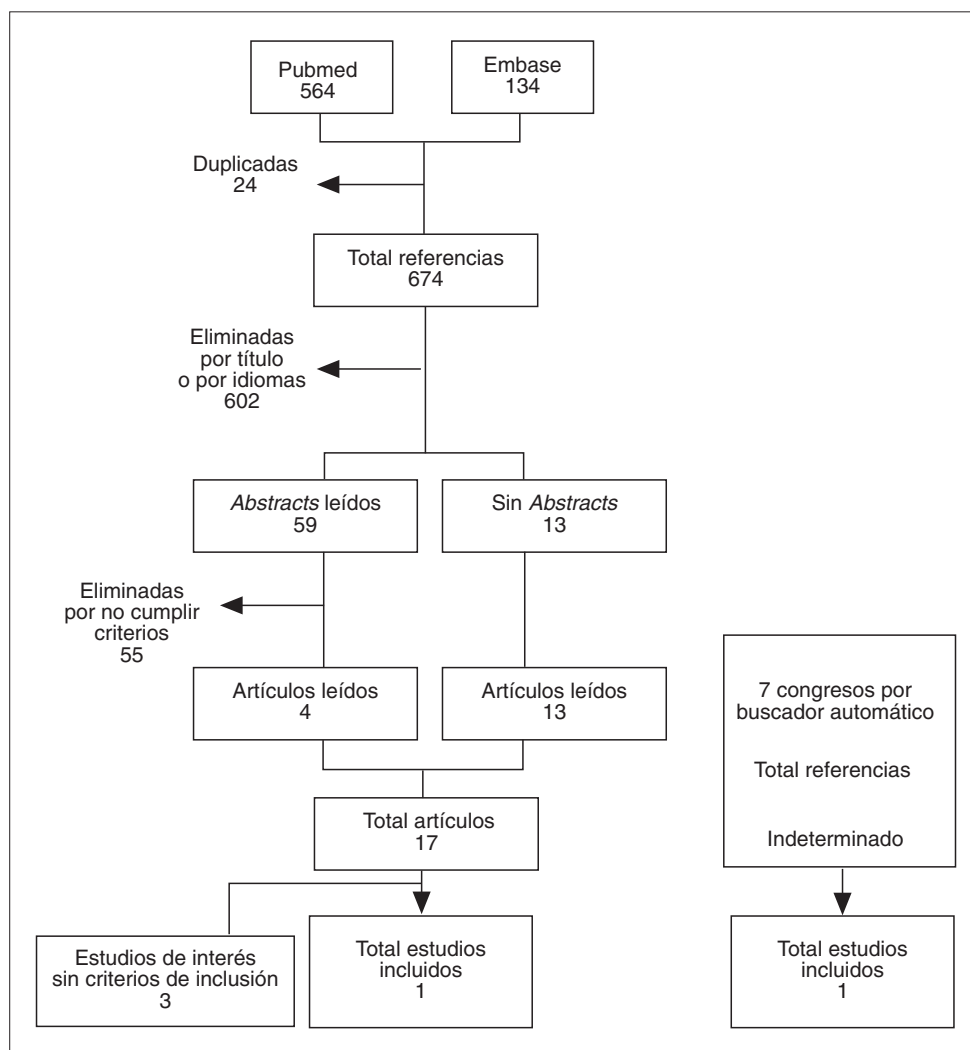 Pubmed
564
Embase
134
Duplicadas
24
Total referencias
674
Eliminadas
por título
o por idiomas
602
Abstracts leídos
59
Sin Abstracts
13
Eliminadas
por no cumplir
criterios
55
Artículos leídos
4
Artículos leídos
13
7 congresos por
buscador automático
Total referencias
Indeterminado
Total artículos
17
Estudios de interés
sin criterios de inclusión
3
Total estudios
incluidos
1
Total estudios
incluidos
1